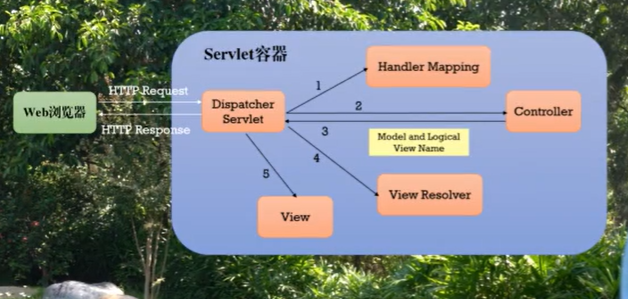 Servlet容器
Handler Mapping
1
HTTP Request
Web浏览器
Dispatcher
Servlet
2
Controller
HTTP Response
3
Model and Logical
View Name
4
5
View Resolver
View